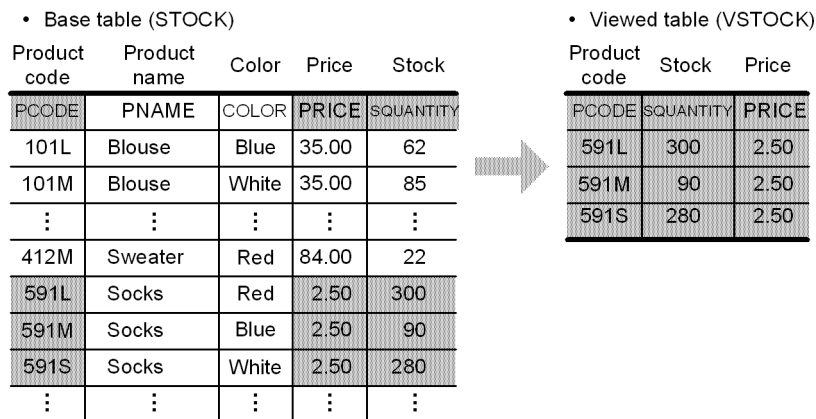 • Base table (STOCK)
Product code Product name Color Price Stock
PCODE PNAME COLOR PRICE SQUANTITY
101L Blouse Blue 35.00 62
101M Blouse White 35.00 85
⋮ ⋮ ⋮ ⋮ ⋮
412M Sweater Red 84.00 22
591L Socks Red 2.50 300
591M Socks Blue 2.50 90
591S Socks White 2.50 280
⋮ ⋮ ⋮ ⋮ ⋮
• Viewed table (VSTOCK)
Product code Stock Price
PCODE SQUANTITY PRICE
591L 300 2.50
591M 90 2.50
591S 280 2.50